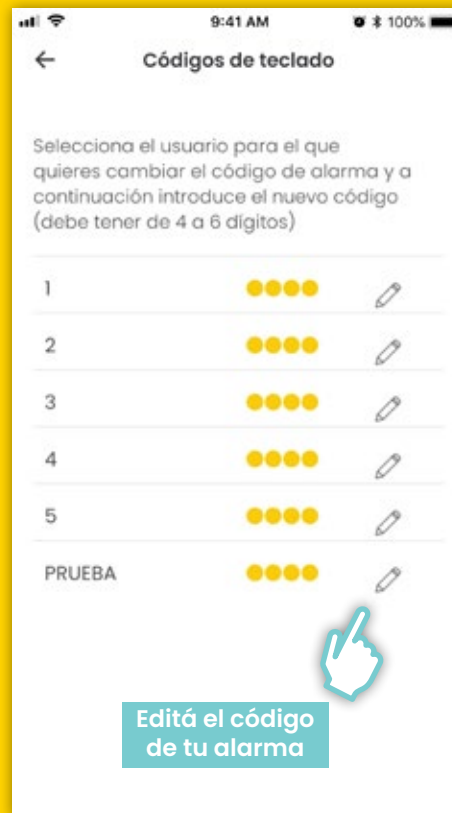 9:41 AM
100%
Códigos de teclado
Selecciona el usuario para el que
quieres cambiar el código de alarma y a
continuación introduce el nuevo código
(debe tener de 4 a 6 dígitos)
1
2
3
4
5
PRUEBA
Editá el código
de tu alarma